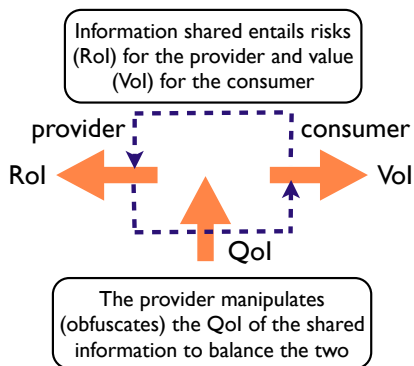 Information shared entails risks
(RoI) for the provider and value
(VoI) for the consumer
provider consumer
RoI VoI
QoI
The provider manipulates
(obfuscates) the QoI of the shared
information to balance the two